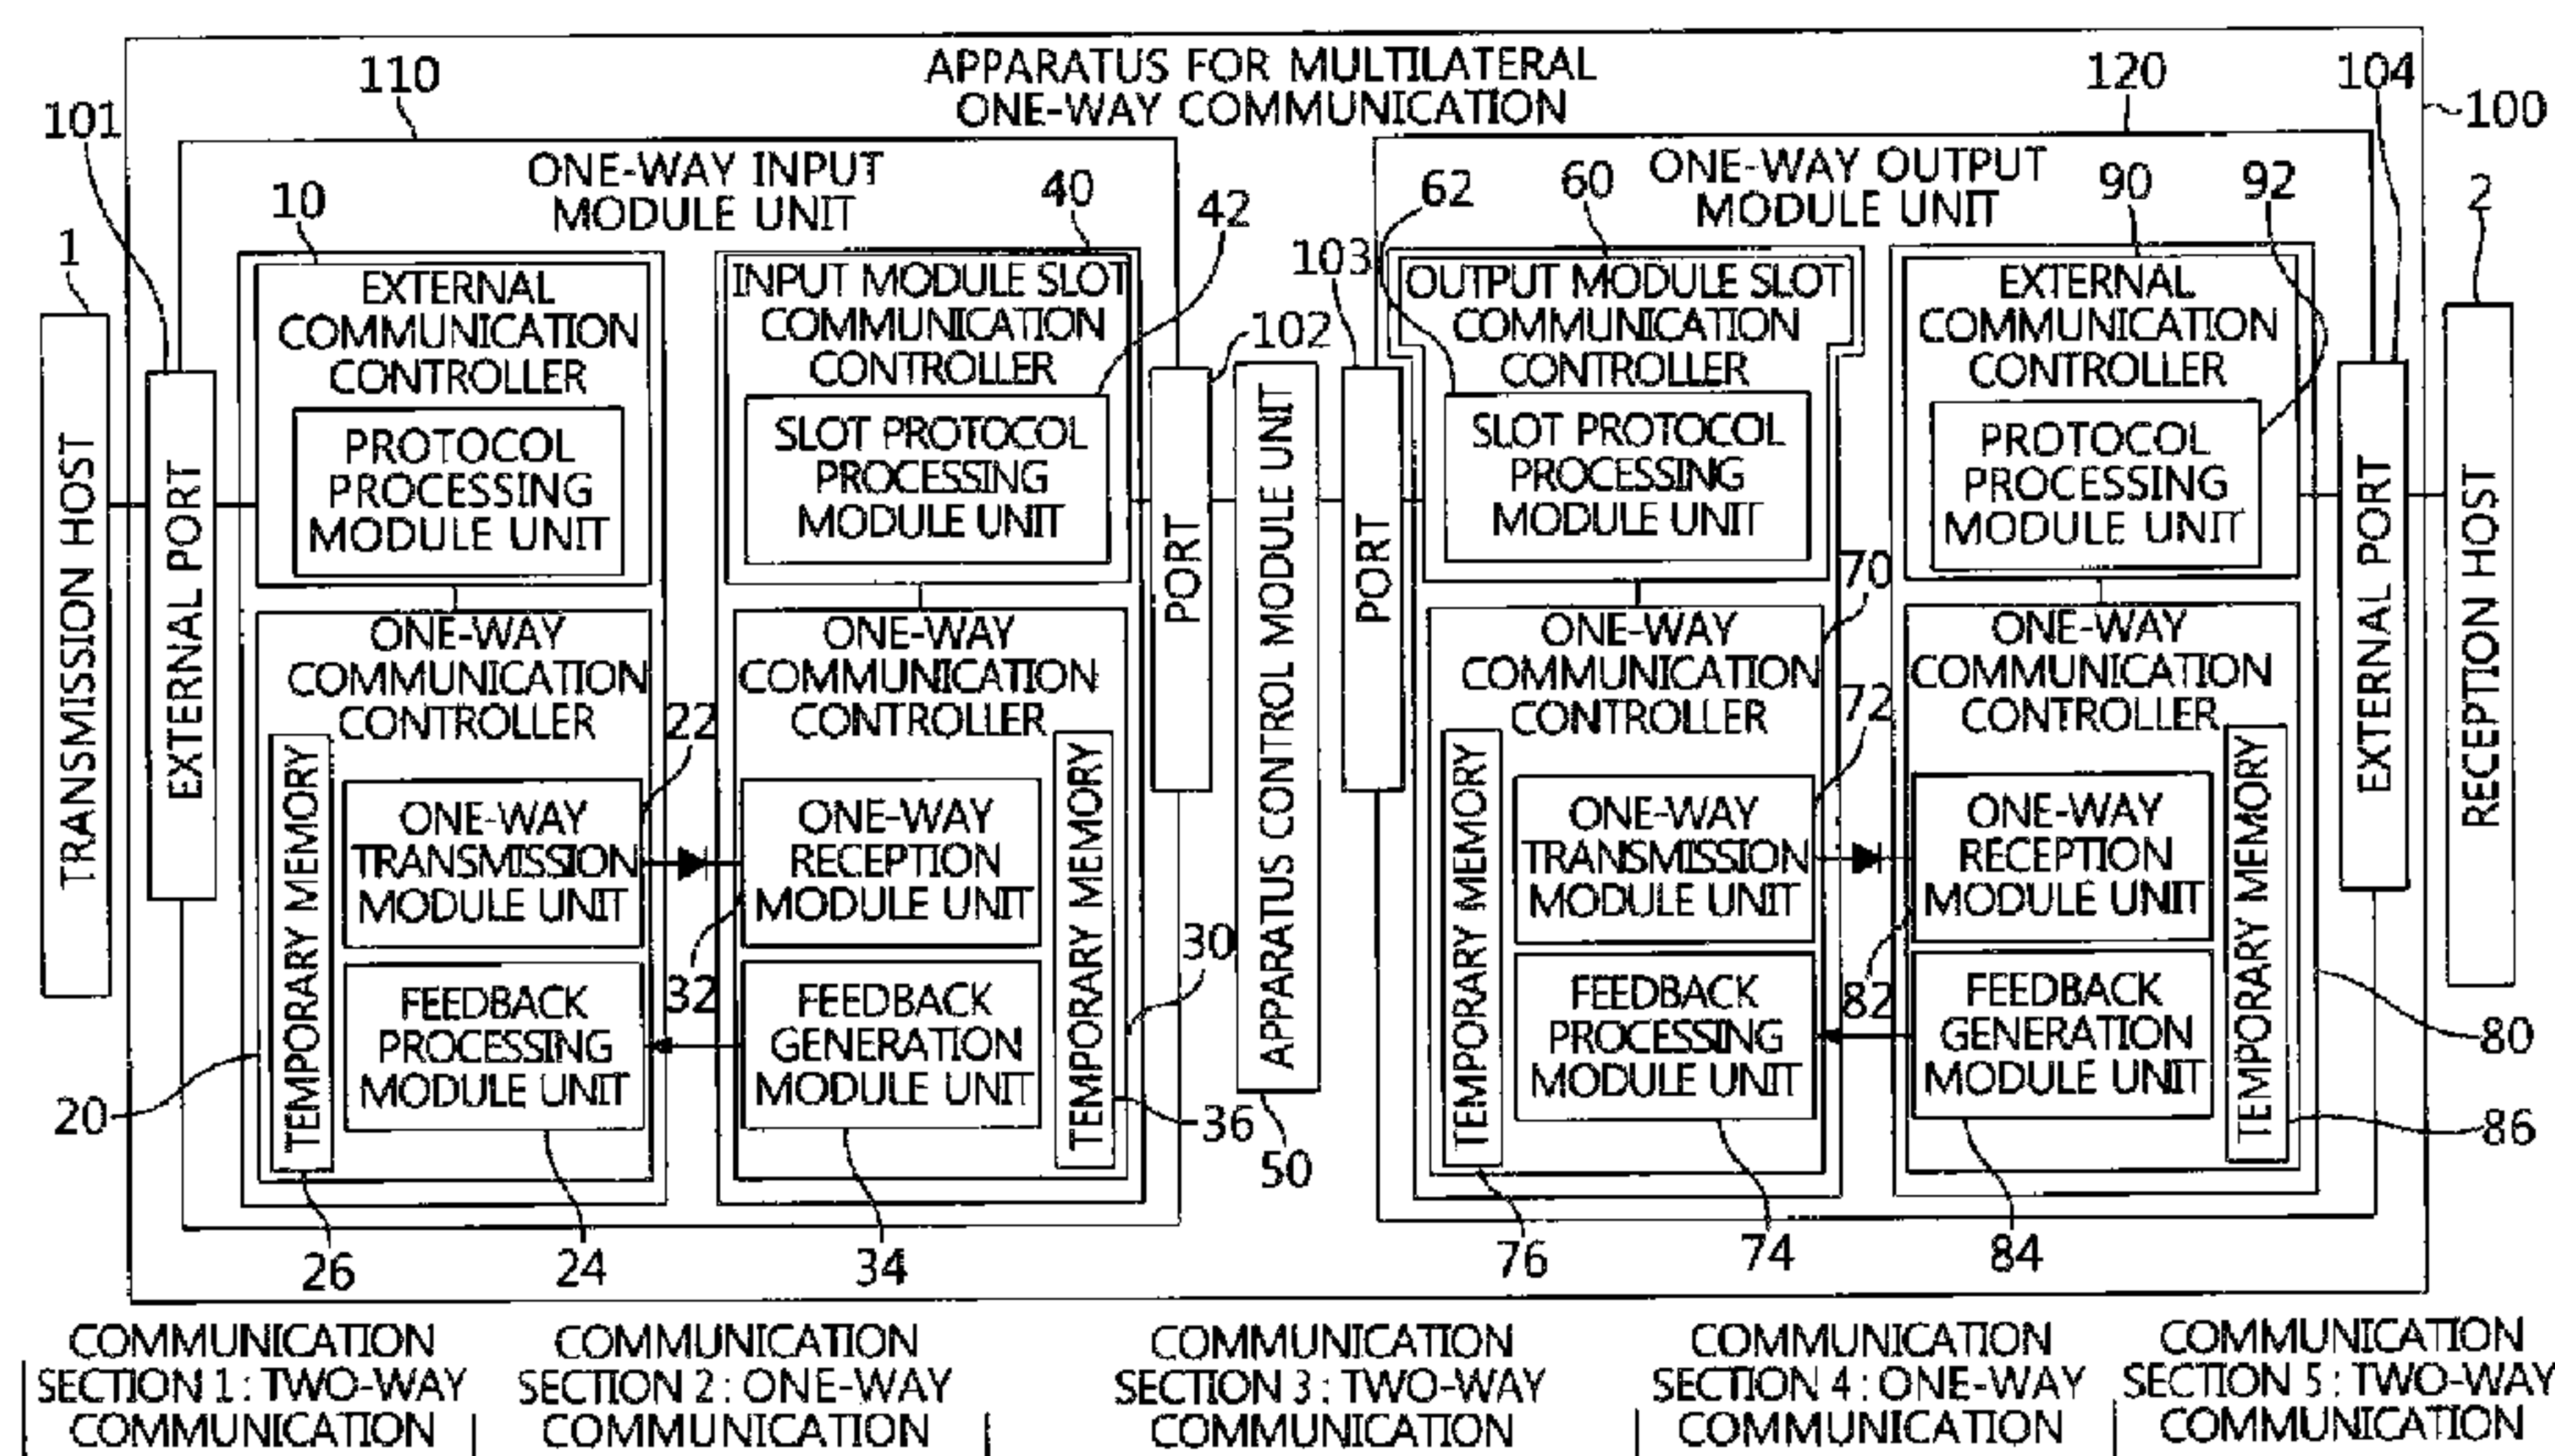 APPARATUS FOR MULTILATERAL
ONE-WAY COMMUNICATION
100
110
120
101
102
103
104
1
TRANSMISSION HOST
EXTERNAL PORT
ONE-WAY INPUT
MODULE UNIT
10
EXTERNAL
COMMUNICATION
CONTROLLER
PROTOCOL
PROCESSING
MODULE UNIT
ONE-WAY
COMMUNICATION
CONTROLLER
20
22
TEMPORARY MEMORY
26
ONE-WAY
TRANSMISSION
MODULE UNIT
FEEDBACK
PROCESSING
MODULE UNIT
24
40
42
INPUT MODULE SLOT
COMMUNICATION
CONTROLLER
SLOT PROTOCOL
PROCESSING
MODULE UNIT
ONE-WAY
COMMUNICATION
CONTROLLER
30
32
ONE-WAY
RECEPTION
MODULE UNIT
FEEDBACK
GENERATION
MODULE UNIT
34
TEMPORARY MEMORY
36
PORT
APPARATUS CONTROL MODULE UNIT
50
PORT
ONE-WAY OUTPUT
MODULE UNIT
60
62
OUTPUT MODULE SLOT
COMMUNICATION
CONTROLLER
SLOT PROTOCOL
PROCESSING
MODULE UNIT
70
ONE-WAY
COMMUNICATION
CONTROLLER
72
TEMPORARY MEMORY
76
ONE-WAY
TRANSMISSION
MODULE UNIT
FEEDBACK
PROCESSING
MODULE UNIT
74
90
92
EXTERNAL
COMMUNICATION
CONTROLLER
PROTOCOL
PROCESSING
MODULE UNIT
ONE-WAY
COMMUNICATION
CONTROLLER
80
82
ONE-WAY
RECEPTION
MODULE UNIT
FEEDBACK
GENERATION
MODULE UNIT
84
TEMPORARY MEMORY
86
EXTERNAL PORT
2
RECEPTION HOST
COMMUNICATION
SECTION 1 : TWO-WAY
COMMUNICATION
COMMUNICATION
SECTION 2 : ONE-WAY
COMMUNICATION
COMMUNICATION
SECTION 3 : TWO-WAY
COMMUNICATION
COMMUNICATION
SECTION 4 : ONE-WAY
COMMUNICATION
COMMUNICATION
SECTION 5 : TWO-WAY
COMMUNICATION